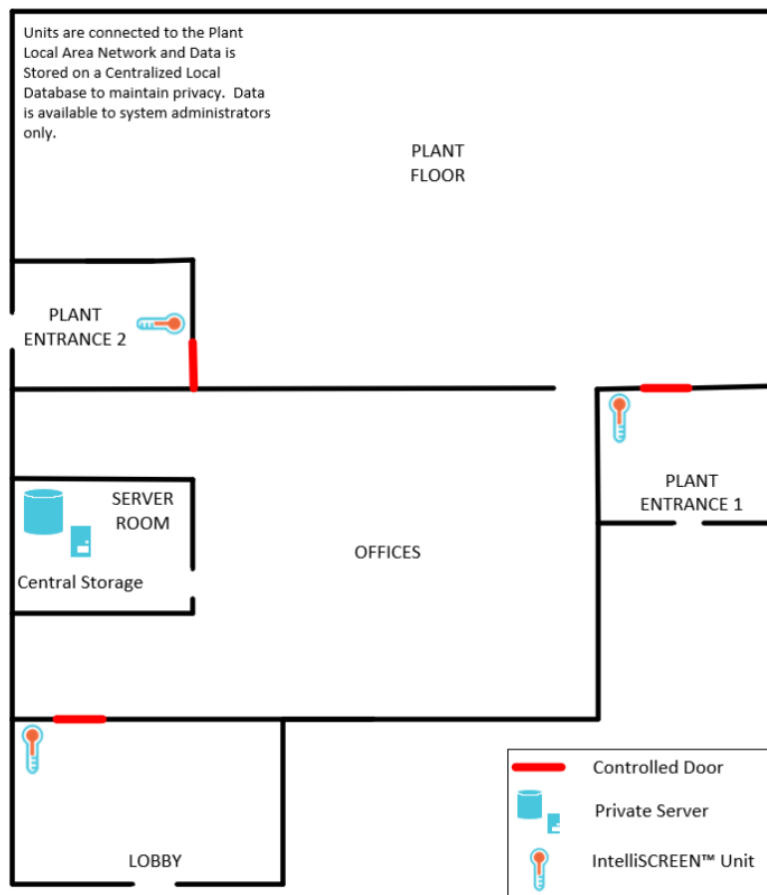 Units are connected to the Plant
Local Area Network and Data is
Stored on a Centralized Local
Database to maintain privacy.  Data
is available to system administrators
only.
PLANT
FLOOR
PLANT
ENTRANCE 2
PLANT
ENTRANCE 1
SERVER
ROOM
Central Storage
OFFICES
LOBBY
Controlled Door
Private Server
IntelliSCREEN™ Unit